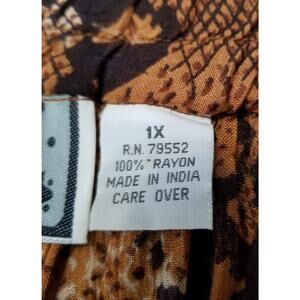 1X
R.N. 79552
100% RAYON
MADE IN INDIA
CARE OVER